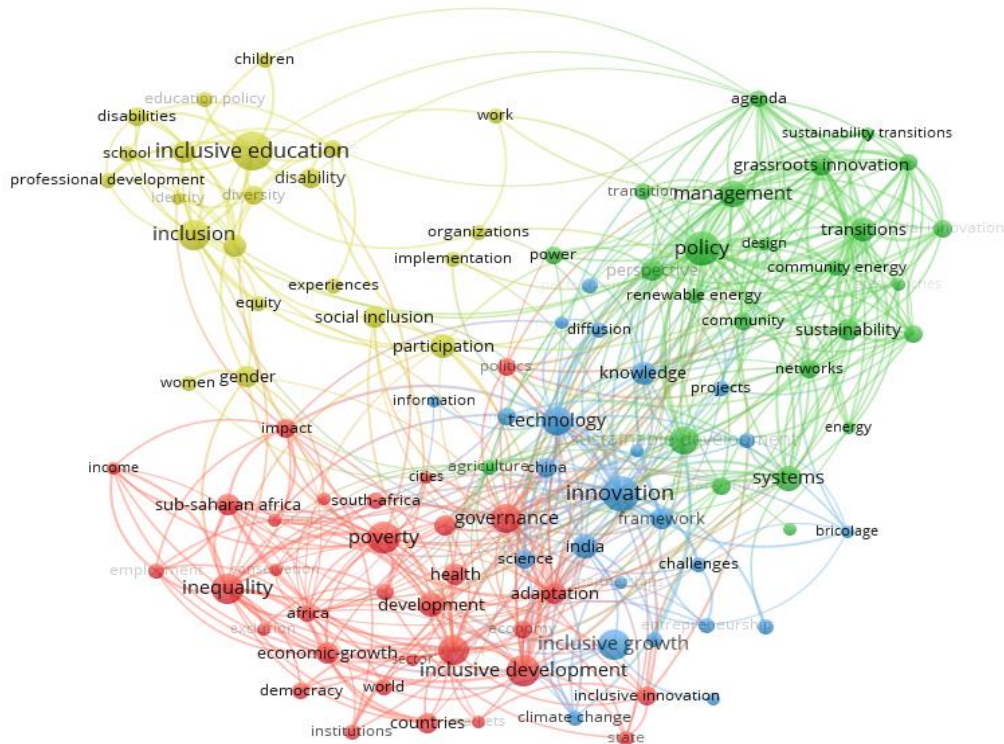 children
education policy
agenda
disabilities
work
sustainability transitions
school
inclusive education
grassroots innovation
professional development
disability
transition
management
identity
diversity
inclusion
organizations
transitions
innovation
policy
design
implementation
power
perspective
community energy
experiences
renewable energy
equity
social inclusion
community
sustainability
diffusion
participation
politics
knowledge
networks
women
gender
projects
information
impact
technology
energy
sustainable development
income
agriculture
china
cities
systems
sub-saharan africa
south-africa
innovation
governance
framework
bricolage
poverty
india
science
challenges
employment
health
inequality
adaptation
development
africa
exclusion
entrepreneurship
economy
inclusive growth
economic-growth
sector
inclusive development
democracy
world
inclusive innovation
institutions
countries
climate change
state